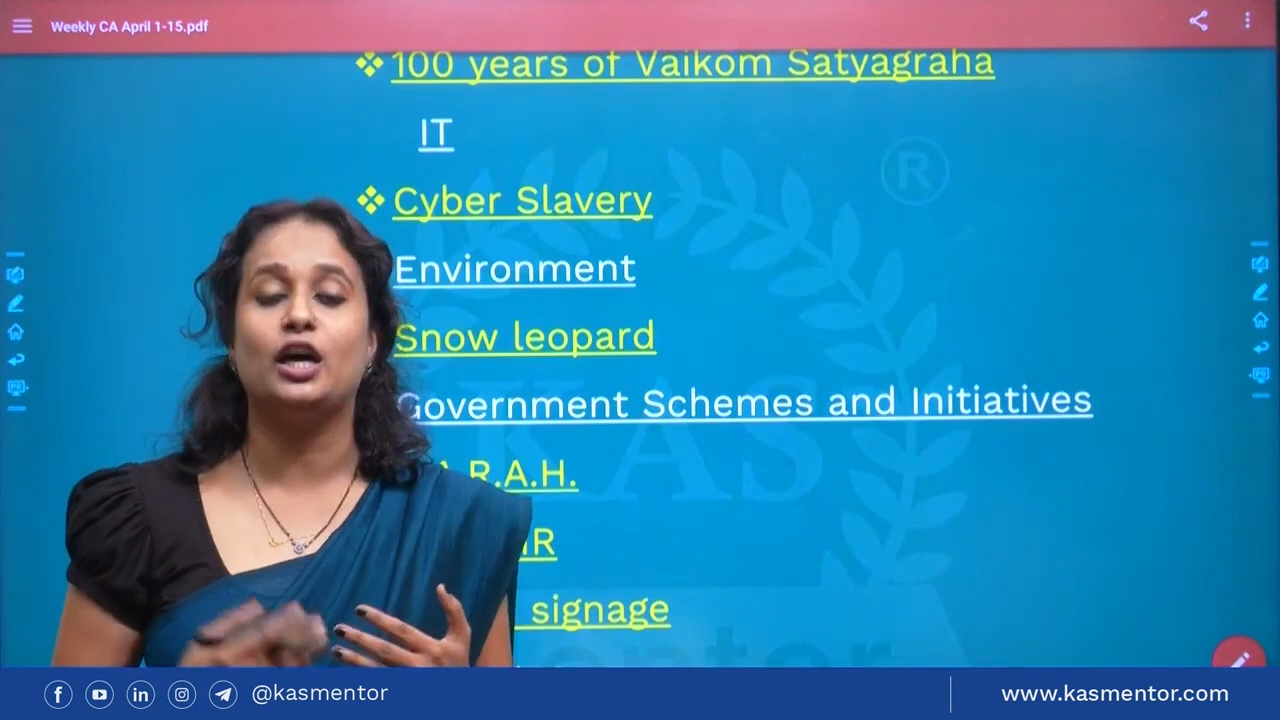 Weekly CA April 1-15.pdf
100 years of Vaikom Satyagraha
IT
Cyber Slavery
Environment
Snow leopard
Government Schemes and Initiatives
R.A.H.
signage
R
KAS
@kasmentor
www.kasmentor.com